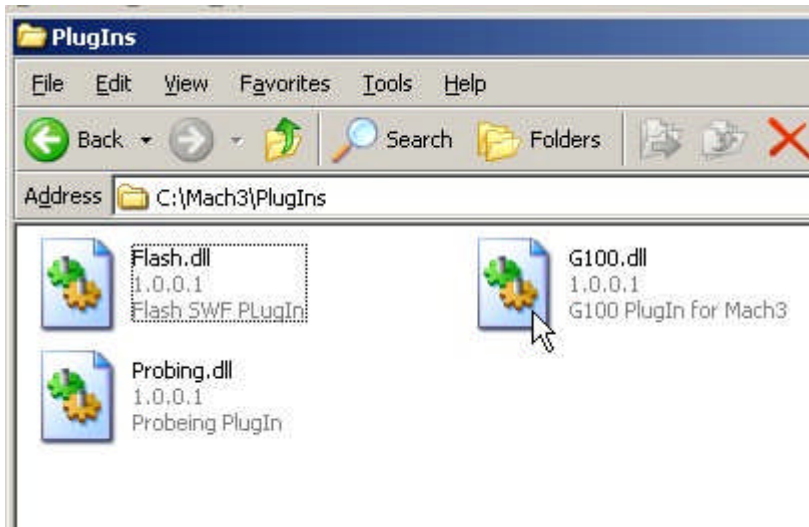 PlugIns
File Edit View Favorites Tools Help
Back Search Folders
Address C:\Mach3\PlugIns
Flash.dll
1.0.0.1
Flash SWF PLugIn
G100.dll
1.0.0.1
G100 PlugIn for Mach3
Probing.dll
1.0.0.1
Probeing PlugIn